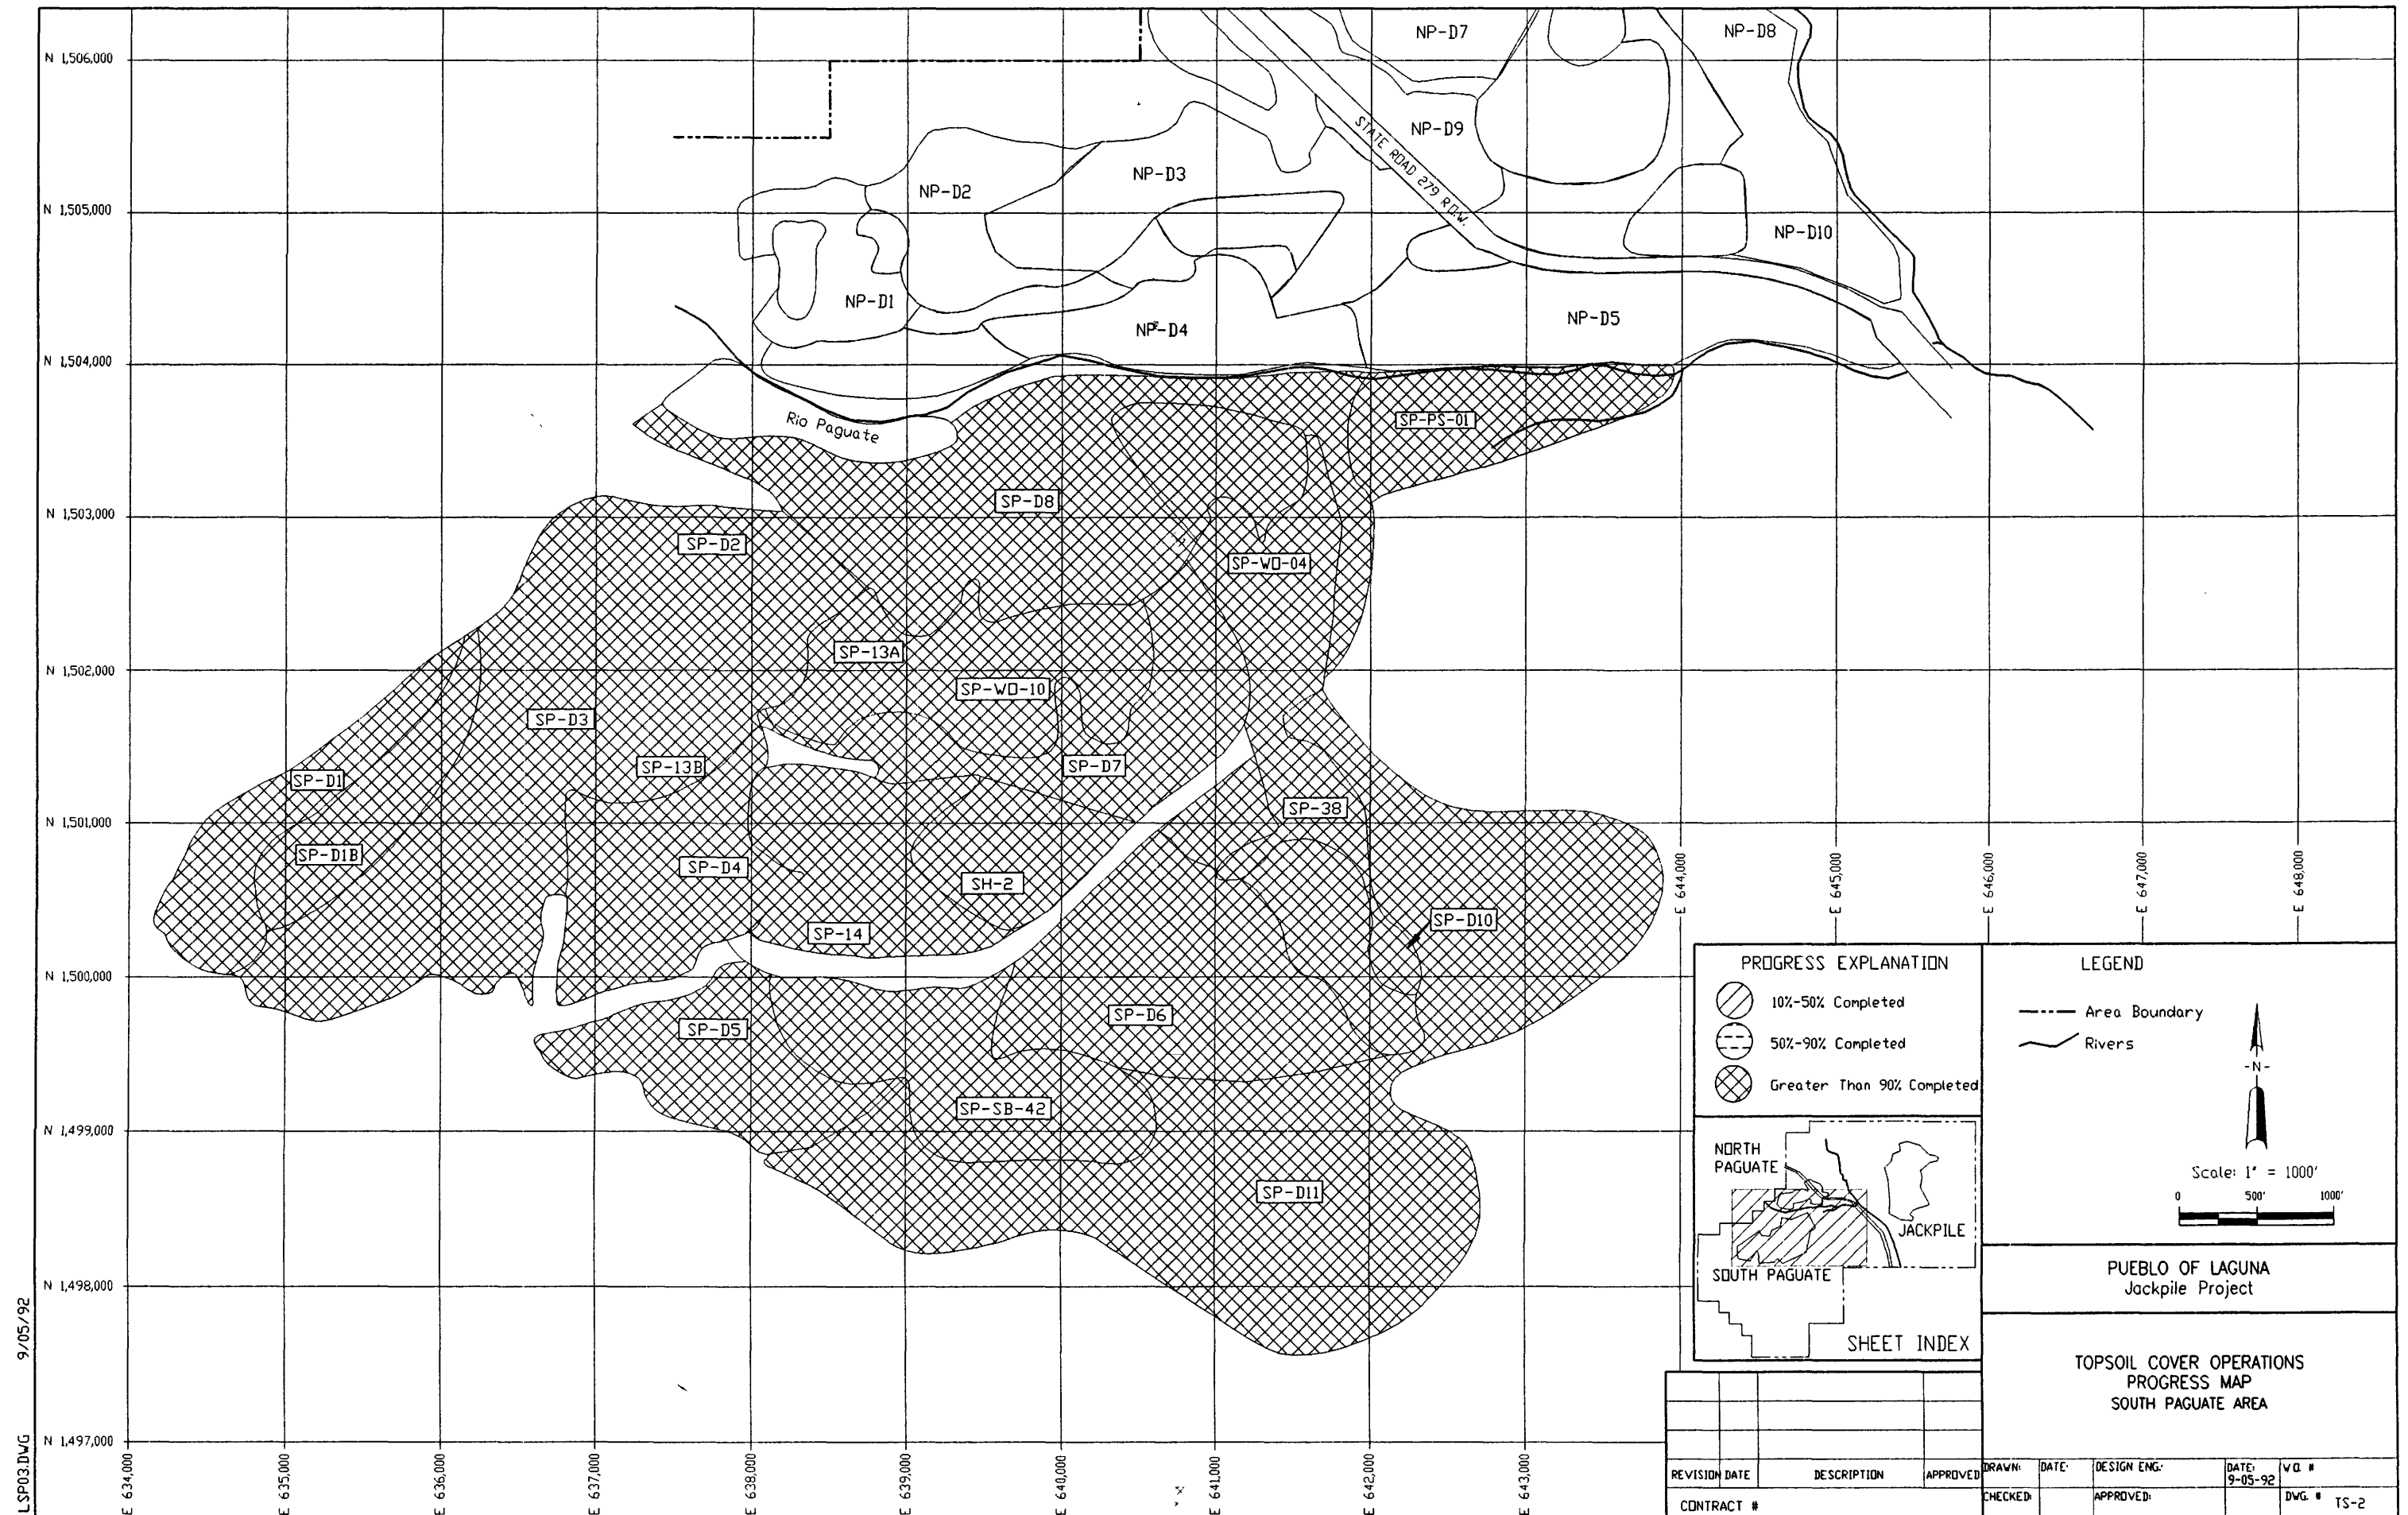 N 1,506,000
N 1,505,000
N 1,504,000
N 1,503,000
N 1,502,000
N 1,501,000
N 1,500,000
N 1,499,000
N 1,498,000
N 1,497,000
NP-D7
NP-D8
NP-D9
STATE ROAD 279 R.O.W.
NP-D3
NP-D2
NP-D10
NP-D1
NP-D4
NP-D5
Rio Paguate
SP-PS-01
SP-D8
SP-D2
SP-WO-04
SP-13A
SP-WO-10
SP-D3
SP-13B
SP-D7
SP-D1
SP-38
SP-D1B
SP-D4
SH-2
SP-D10
SP-14
SP-D5
SP-D6
SP-SB-42
SP-D11
E 634,000
E 635,000
E 636,000
E 637,000
E 638,000
E 639,000
E 640,000
E 641,000
E 642,000
E 643,000
E 644,000
E 645,000
E 646,000
E 647,000
E 648,000
PROGRESS EXPLANATION
10%-50% Completed
50%-90% Completed
Greater Than 90% Completed
LEGEND
Area Boundary
Rivers
-N-
Scale: 1" = 1000'
0 500' 1000'
NORTH
PAGUATE
JACKPILE
SOUTH PAGUATE
SHEET INDEX
PUEBLO OF LAGUNA
Jackpile Project
TOPSOIL COVER OPERATIONS
PROGRESS MAP
SOUTH PAGUATE AREA
REVISION DATE DESCRIPTION APPROVED
CONTRACT #
DRAWN: DATE: DESIGN ENG.: DATE: 9-05-92 W.O. #
CHECKED: APPROVED: DWG. # TS-2
LSP03.DWG 9/05/92